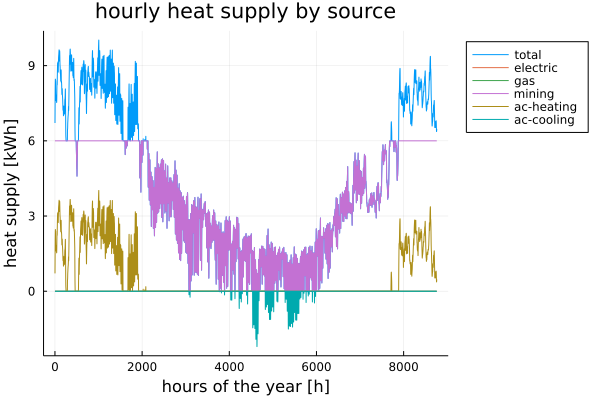 hourly heat supply by source
heat supply [kWh]
9
6
3
0
0
2000
4000
6000
8000
hours of the year [h]
total
electric
gas
mining
ac-heating
ac-cooling